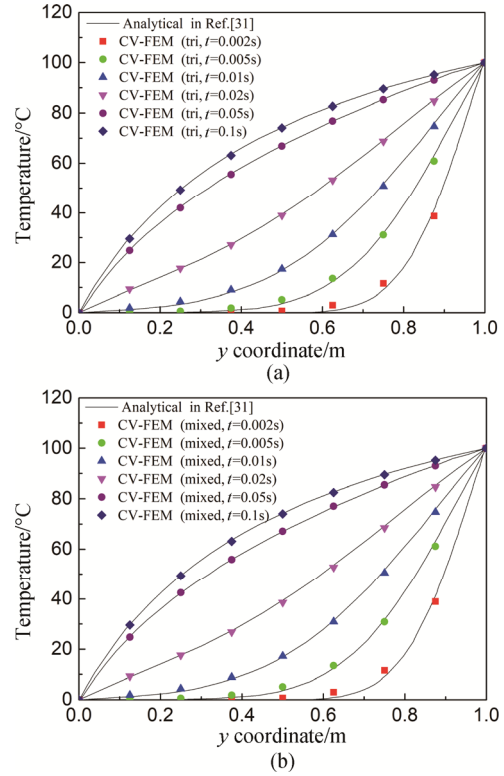 Analytical in Ref.[31]
CV-FEM (tri, t=0.002s)
CV-FEM (tri, t=0.005s)
CV-FEM (tri, t=0.01s)
CV-FEM (tri, t=0.02s)
CV-FEM (tri, t=0.05s)
CV-FEM (tri, t=0.1s)
Temperature/°C
120
100
80
60
40
20
0
0.0 0.2 0.4 0.6 0.8 1.0
y coordinate/m
(a)
Analytical in Ref.[31]
CV-FEM (mixed, t=0.002s)
CV-FEM (mixed, t=0.005s)
CV-FEM (mixed, t=0.01s)
CV-FEM (mixed, t=0.02s)
CV-FEM (mixed, t=0.05s)
CV-FEM (mixed, t=0.1s)
Temperature/°C
120
100
80
60
40
20
0
0.0 0.2 0.4 0.6 0.8 1.0
y coordinate/m
(b)